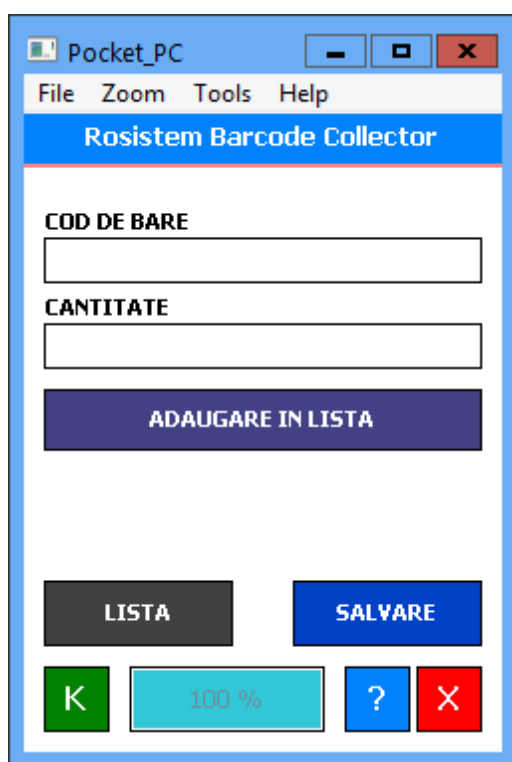 Pocket_PC
File Zoom Tools Help
Rosistem Barcode Collector
COD DE BARE
CANTITATE
ADAUGARE IN LISTA
LISTA SALVARE
K 100 % ? X